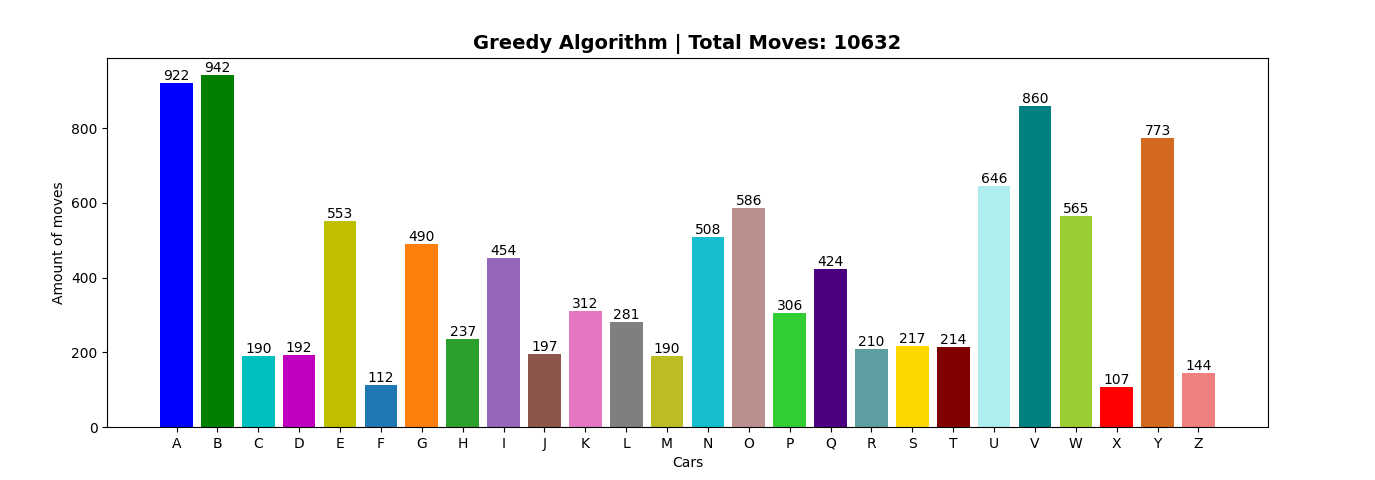 Greedy Algorithm | Total Moves: 10632
922 942 190 192 553 112 490 237 454 197 312 281 190 508 586 306 424 210 217 214 646 860 565 107 773 144
800
600
400
200
0
Amount of moves
A B C D E F G H I J K L M N O P Q R S T U V W X Y Z
Cars